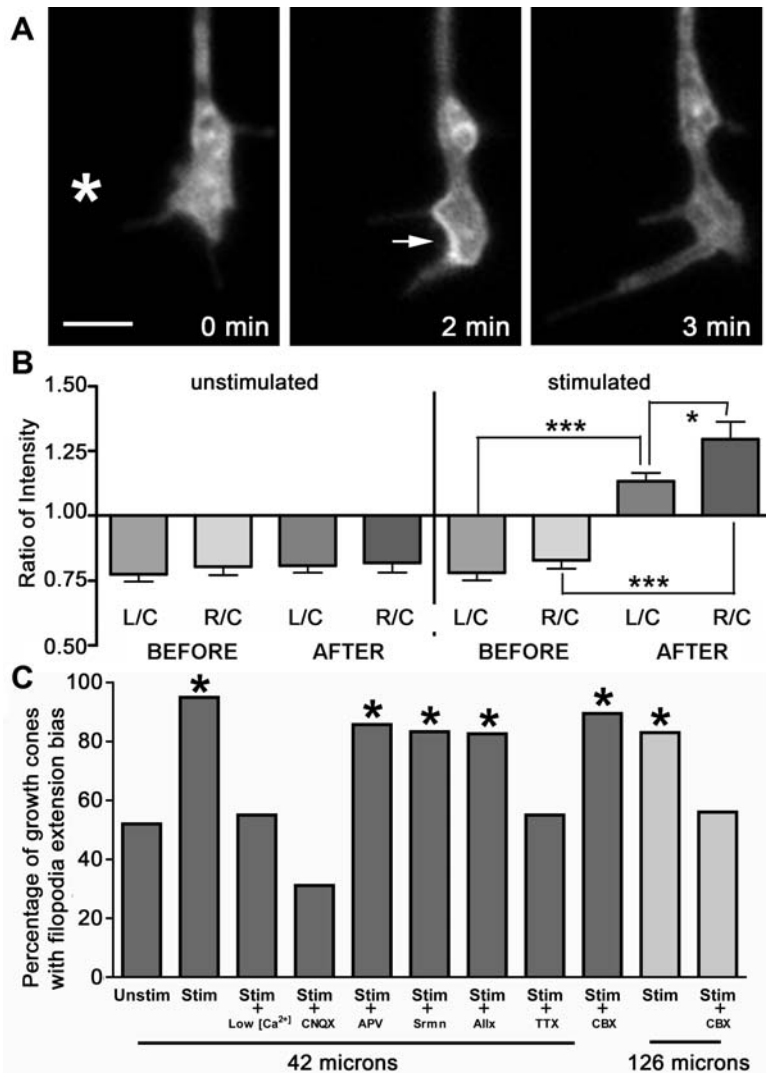 A
*
0 min
2 min
3 min
B
unstimulated
stimulated
Ratio of Intensity
1.50
1.25
1.00
0.75
0.50
***
*
***
L/C R/C L/C R/C L/C R/C L/C R/C
BEFORE AFTER BEFORE AFTER
C
Percentage of growth cones
with filopodia extension bias
100
80
60
40
20
0
* * * * * *
Unstim Stim Stim Stim Stim Stim Stim Stim Stim Stim Stim
+ + + + + + + +
Low [Ca²⁺] CNQX APV Srmn Allx TTX CBX CBX
42 microns 126 microns